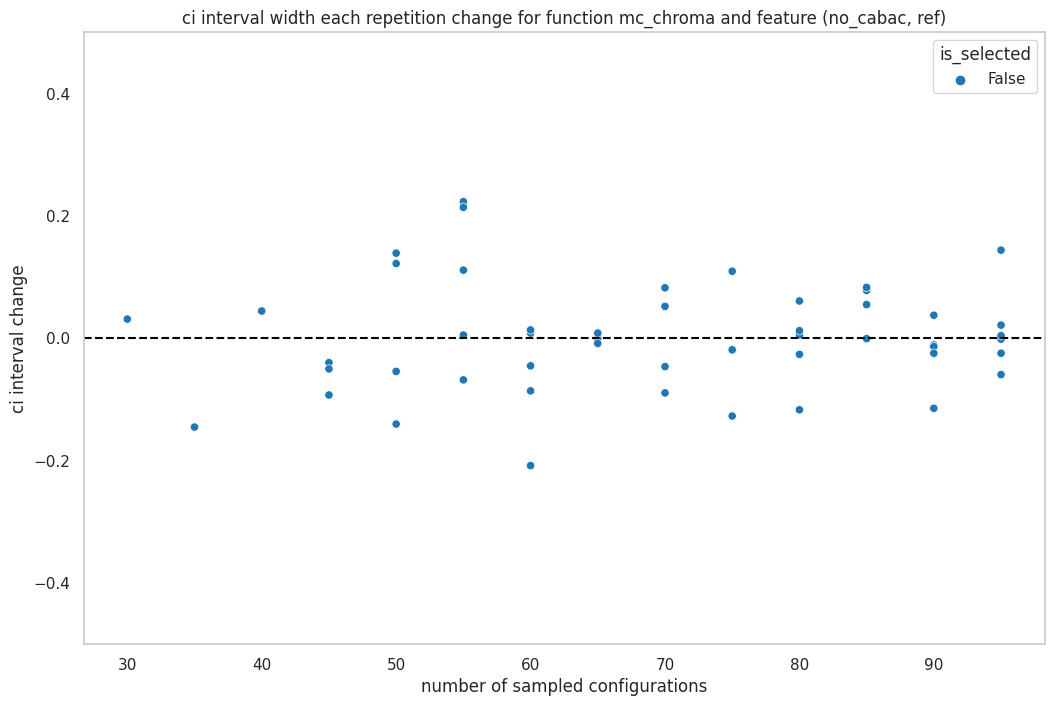 ci interval width each repetition change for function mc_chroma and feature (no_cabac, ref)
is_selected
False
ci interval change
0.4
0.2
0.0
−0.2
−0.4
30 40 50 60 70 80 90
number of sampled configurations